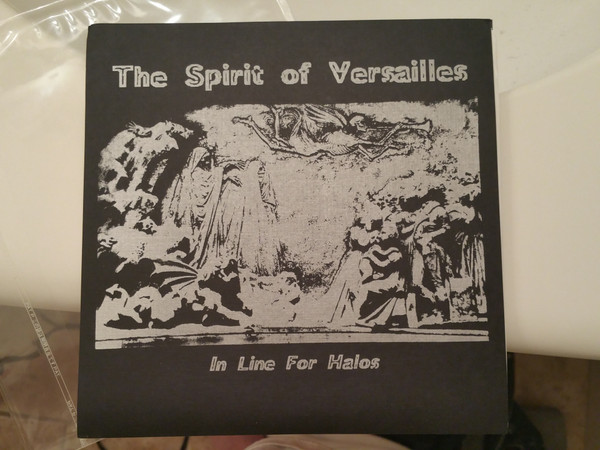 The Spirit of Versailles
In Line For Halos